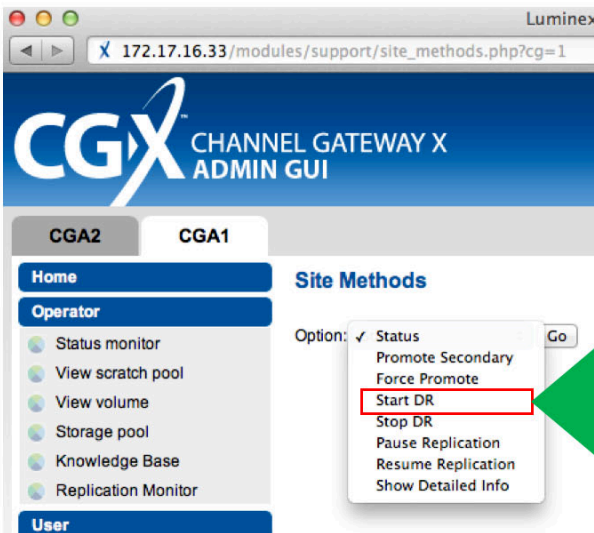 Luminex
172.17.16.33/modules/support/site_methods.php?cg=1
CGX™ CHANNEL GATEWAY X
ADMIN GUI
CGA2 CGA1
Home
Operator
Status monitor
View scratch pool
View volume
Storage pool
Knowledge Base
Replication Monitor
User
Site Methods
Option: ✓ Status Go
Promote Secondary
Force Promote
Start DR
Stop DR
Pause Replication
Resume Replication
Show Detailed Info